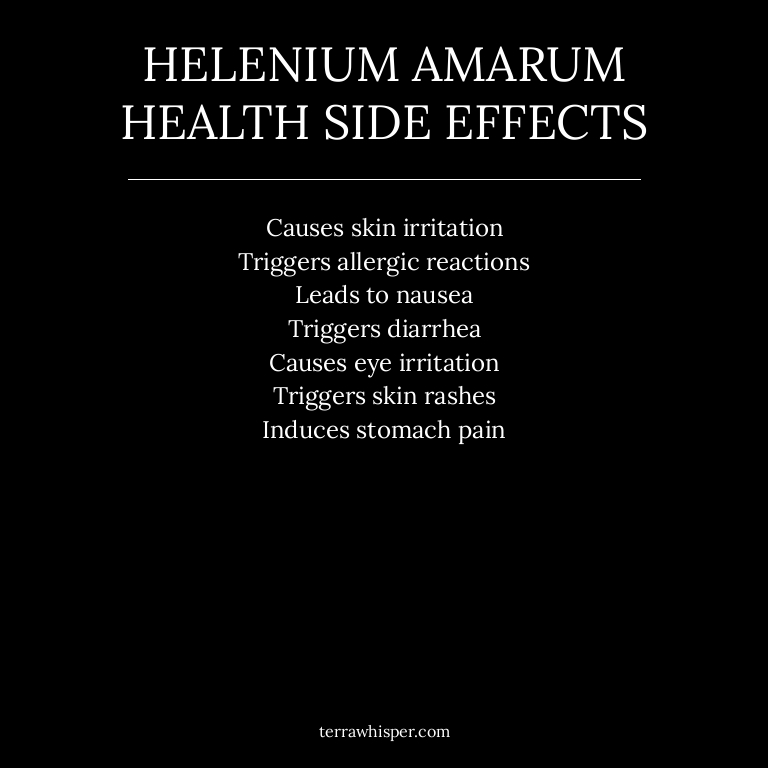 HELENIUM AMARUM
HEALTH SIDE EFFECTS
Causes skin irritation
Triggers allergic reactions
Leads to nausea
Triggers diarrhea
Causes eye irritation
Triggers skin rashes
Induces stomach pain
terrawhisper.com